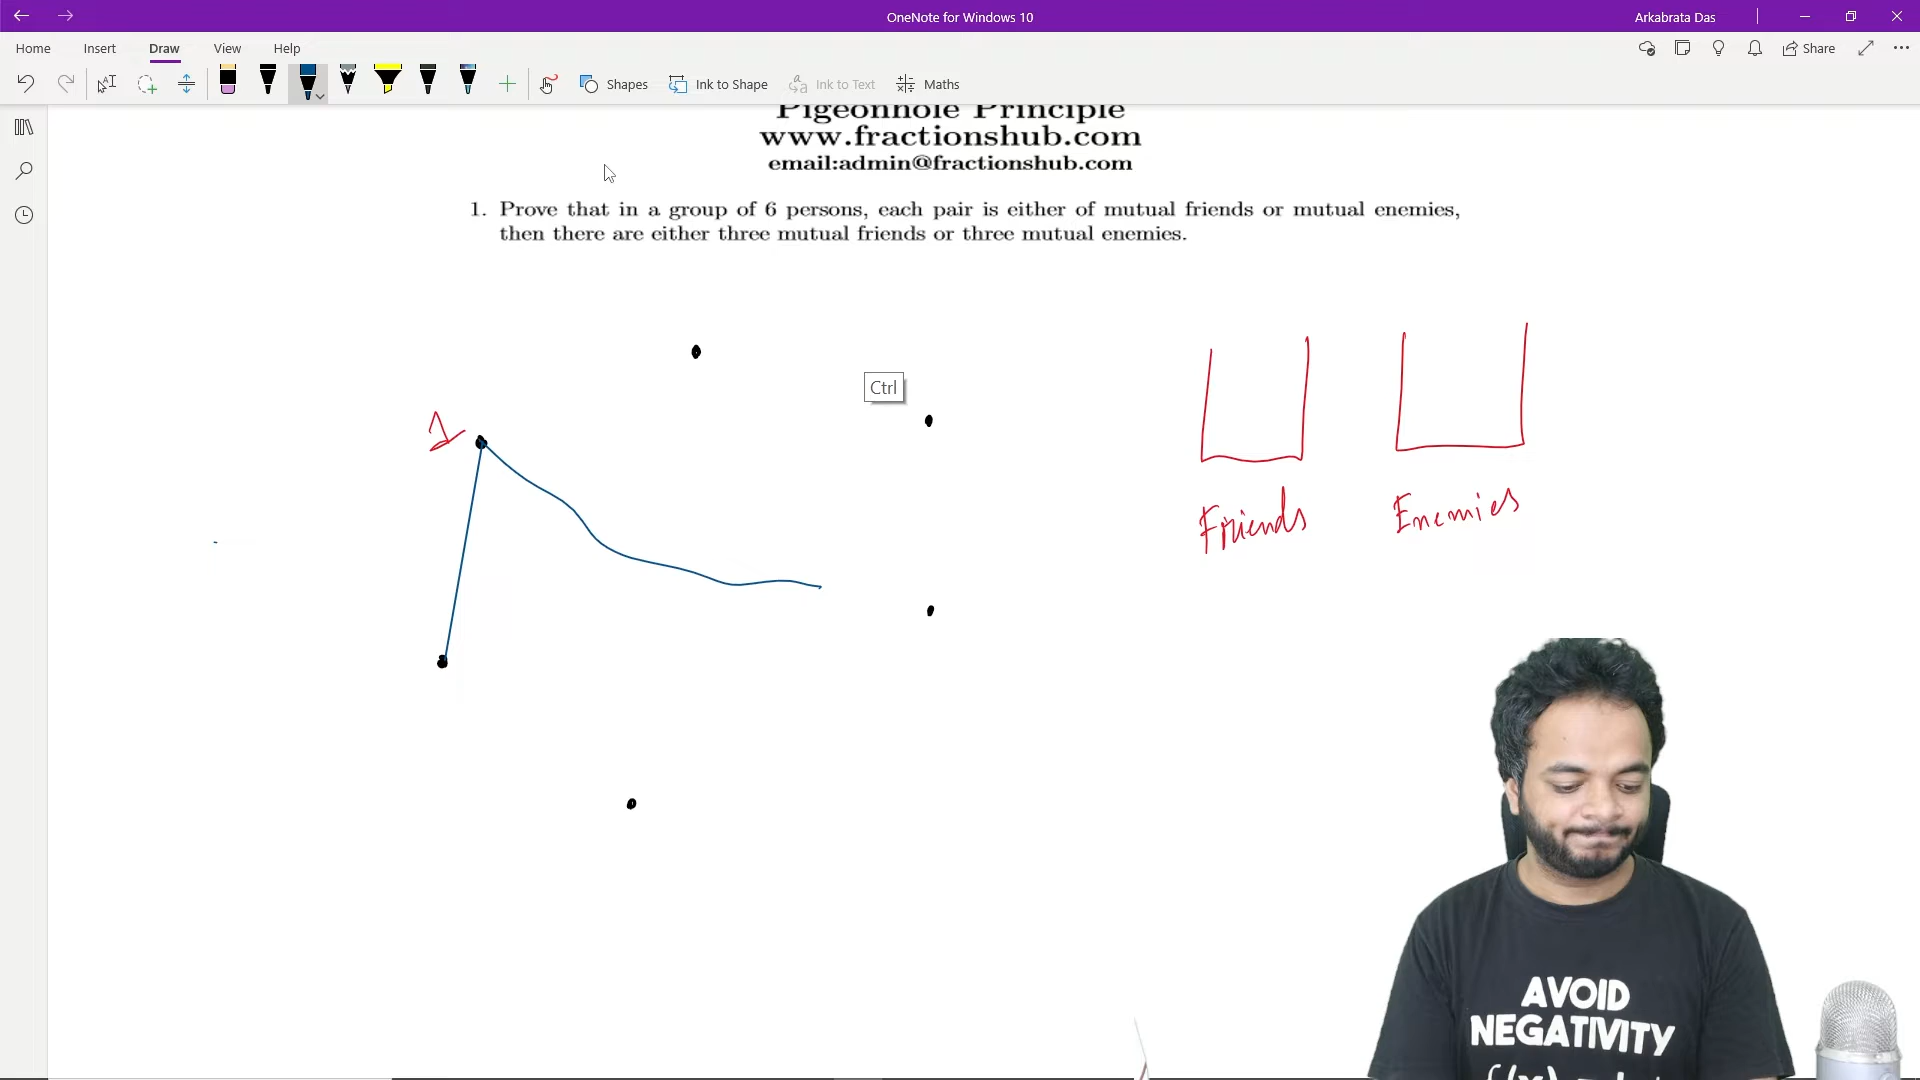 OneNote for Windows 10
Arkabrata Das
Home Insert Draw View Help
Share
Shapes
Ink to Shape
Ink to Text
Maths
Pigeonhole Principle
www.fractionshub.com
email:admin@fractionshub.com
1. Prove that in a group of 6 persons, each pair is either of mutual friends or mutual enemies,
then there are either three mutual friends or three mutual enemies.
Ctrl
1
Friends
Enemies
AVOID
NEGATIVITY